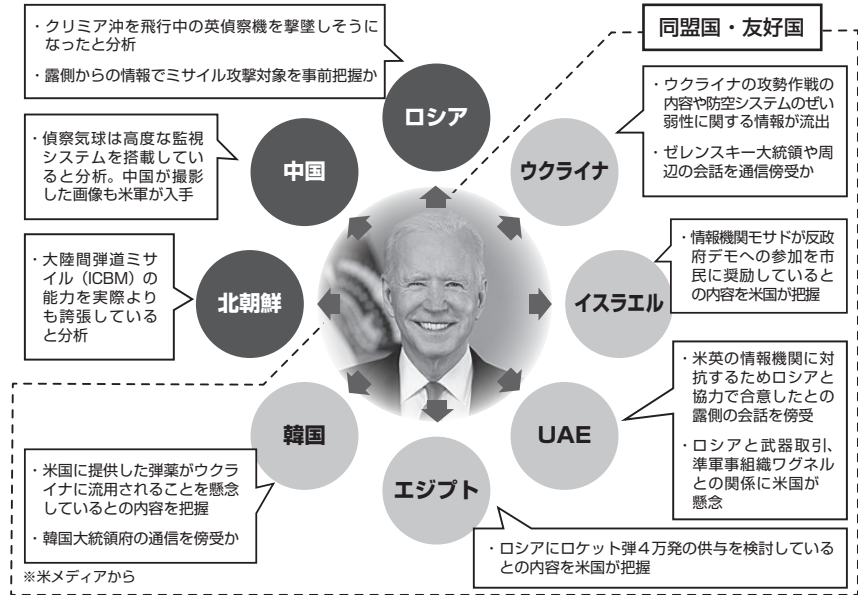 ・クリミア沖を飛行中の英偵察機を撃墜しそうに
なったと分析
・露側からの情報でミサイル攻撃対象を事前把握か
同盟国・友好国
ロシア
・ウクライナの攻勢作戦の
内容や防空システムのぜい
弱性に関する情報が流出
・ゼレンスキー大統領や周
辺の会話を通信傍受か
ウクライナ
・偵察気球は高度な監視
システムを搭載してい
ると分析。中国が撮影
した画像も米軍が入手
中国
・情報機関モサドが反政
府デモへの参加を市
民に奨励しているとの
内容を米国が把握
イスラエル
・大陸間弾道ミサ
イル（ICBM）の
能力を実際より
も誇張している
と分析
北朝鮮
・米英の情報機関に対
抗するためロシアと
協力で合意したとの
露側の会話を傍受
・ロシアと武器取引、
準軍事組織ワグネル
との関係に米国が
懸念
UAE
韓国
・米国に提供した弾薬がウクラ
イナに流用されることを懸念
しているとの内容を把握
・韓国大統領府の通信を傍受か
エジプト
・ロシアにロケット弾４万発の供与を検討している
との内容を米国が把握
※米メディアから